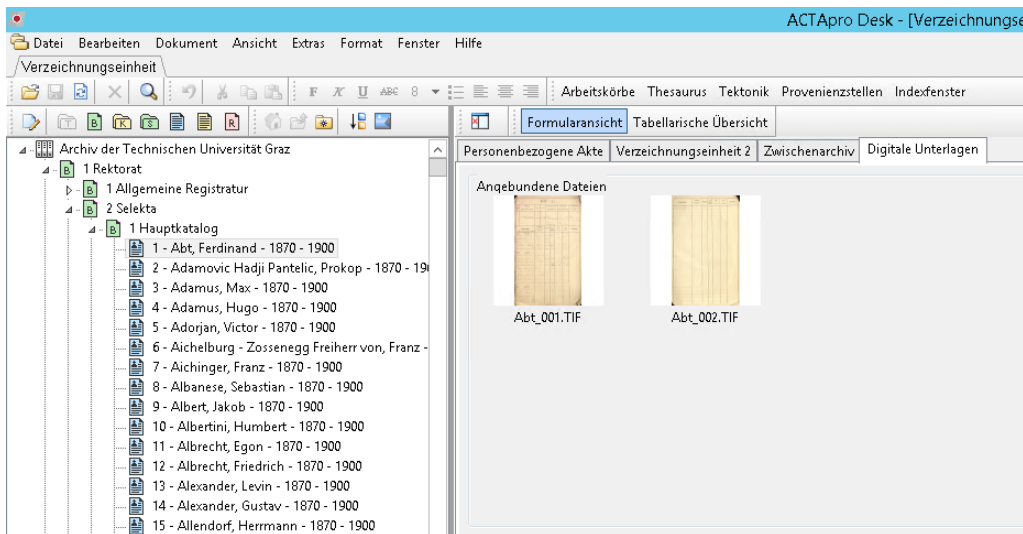 ACTApro Desk - [Verzeichnungse
Datei Bearbeiten Dokument Ansicht Extras Format Fenster Hilfe
Verzeichnungseinheit
F K U ABC 8 Arbeitskörbe Thesaurus Tektonik Provenienzstellen Indexfenster
T B K S R
Formularansicht Tabellarische Übersicht
Archiv der Technischen Universität Graz
B 1 Rektorat
B 1 Allgemeine Registratur
B 2 Selekta
B 1 Hauptkatalog
1 - Abt, Ferdinand - 1870 - 1900
2 - Adamovic Hadji Pantelic, Prokop - 1870 - 19
3 - Adamus, Max - 1870 - 1900
4 - Adamus, Hugo - 1870 - 1900
5 - Adorjan, Victor - 1870 - 1900
6 - Aichelburg - Zossenegg Freiherr von, Franz -
7 - Aichinger, Franz - 1870 - 1900
8 - Albanese, Sebastian - 1870 - 1900
9 - Albert, Jakob - 1870 - 1900
10 - Albertini, Humbert - 1870 - 1900
11 - Albrecht, Egon - 1870 - 1900
12 - Albrecht, Friedrich - 1870 - 1900
13 - Alexander, Levin - 1870 - 1900
14 - Alexander, Gustav - 1870 - 1900
15 - Allendorf, Herrmann - 1870 - 1900
Personenbezogene Akte Verzeichnungseinheit 2 Zwischenarchiv Digitale Unterlagen
Angebundene Dateien
Abt_001.TIF Abt_002.TIF